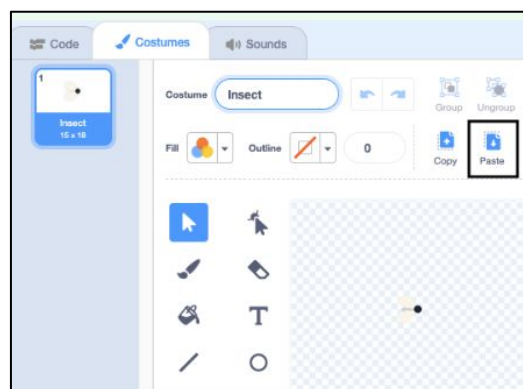 Code
Costumes
Sounds
1
Insect
15 x 18
Costume
Insect
Group
Ungroup
Fill
Outline
0
Copy
Paste
T